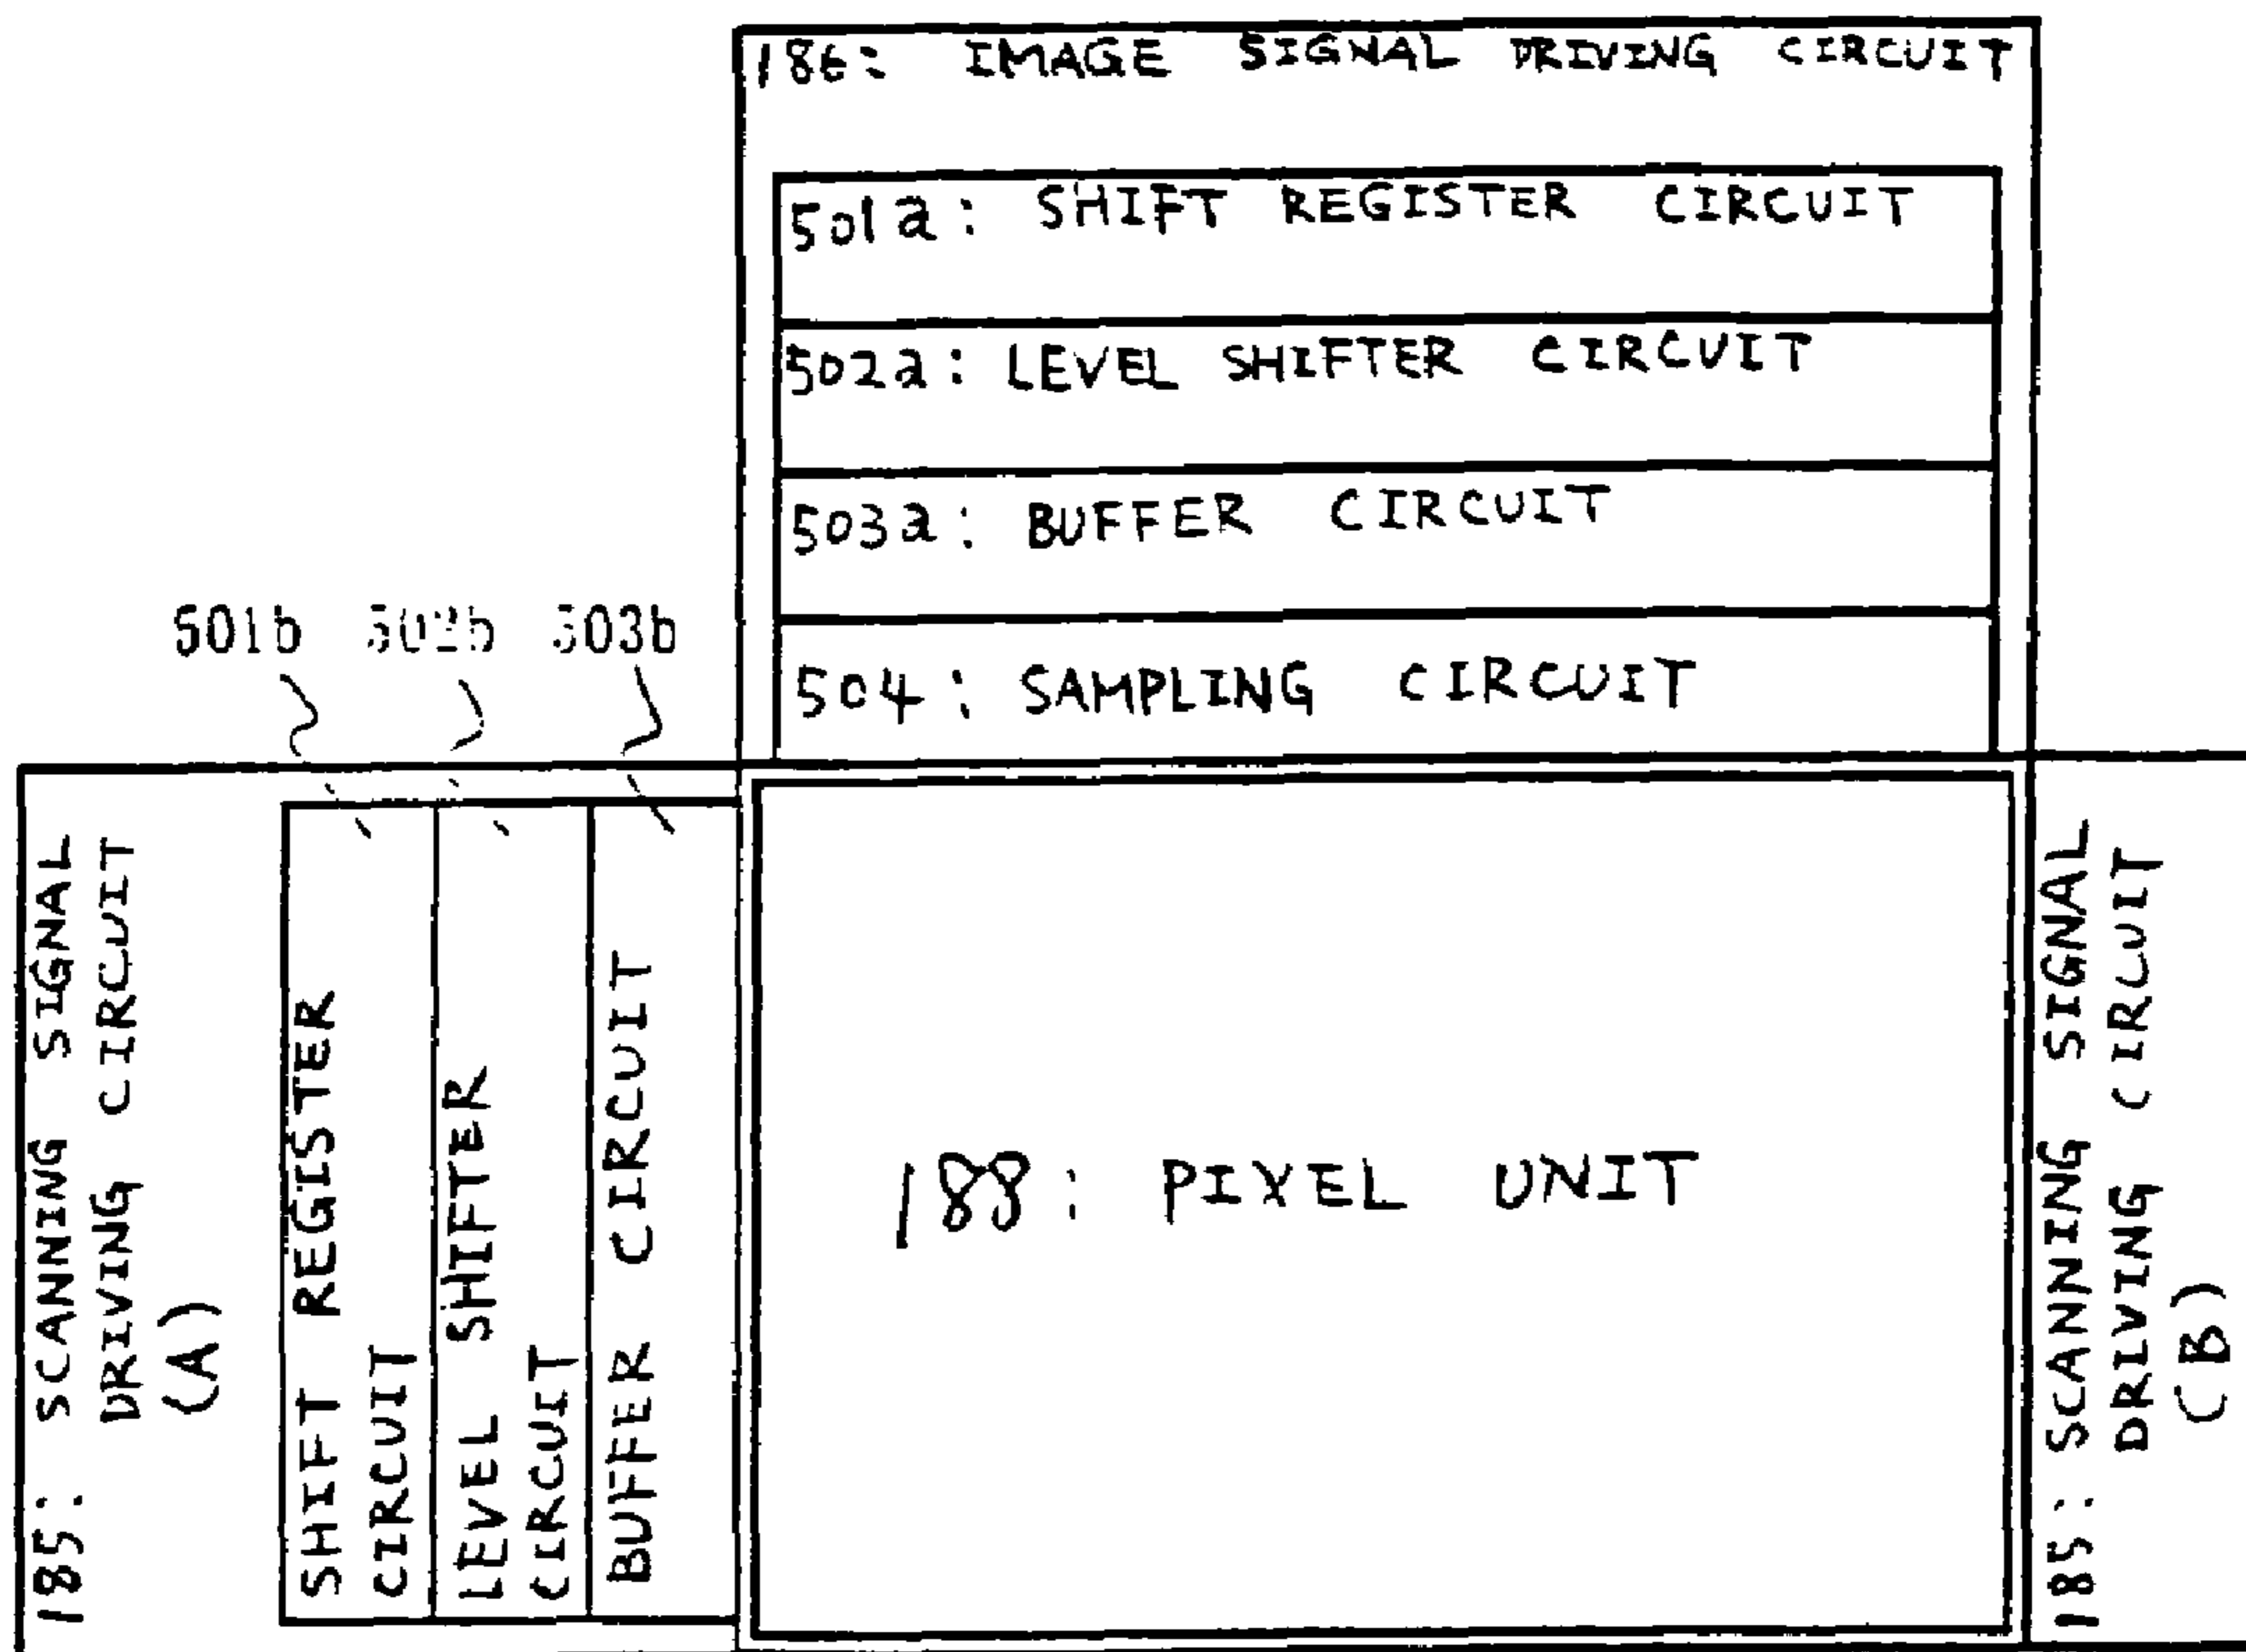 186: IMAGE SIGNAL DRIVING CIRCUIT
501a: SHIFT REGISTER CIRCUIT
502a: LEVEL SHIFTER CIRCUIT
503a: BUFFER CIRCUIT
504: SAMPLING CIRCUIT
501b 502b 503b
185: SCANNING SIGNAL
DRIVING CIRCUIT
(A)
SHIFT REGISTER
CIRCUIT
LEVEL SHIFTER
CIRCUIT
BUFFER CIRCUIT
188: PIXEL UNIT
185: SCANNING SIGNAL
DRIVING CIRCUIT
(B)